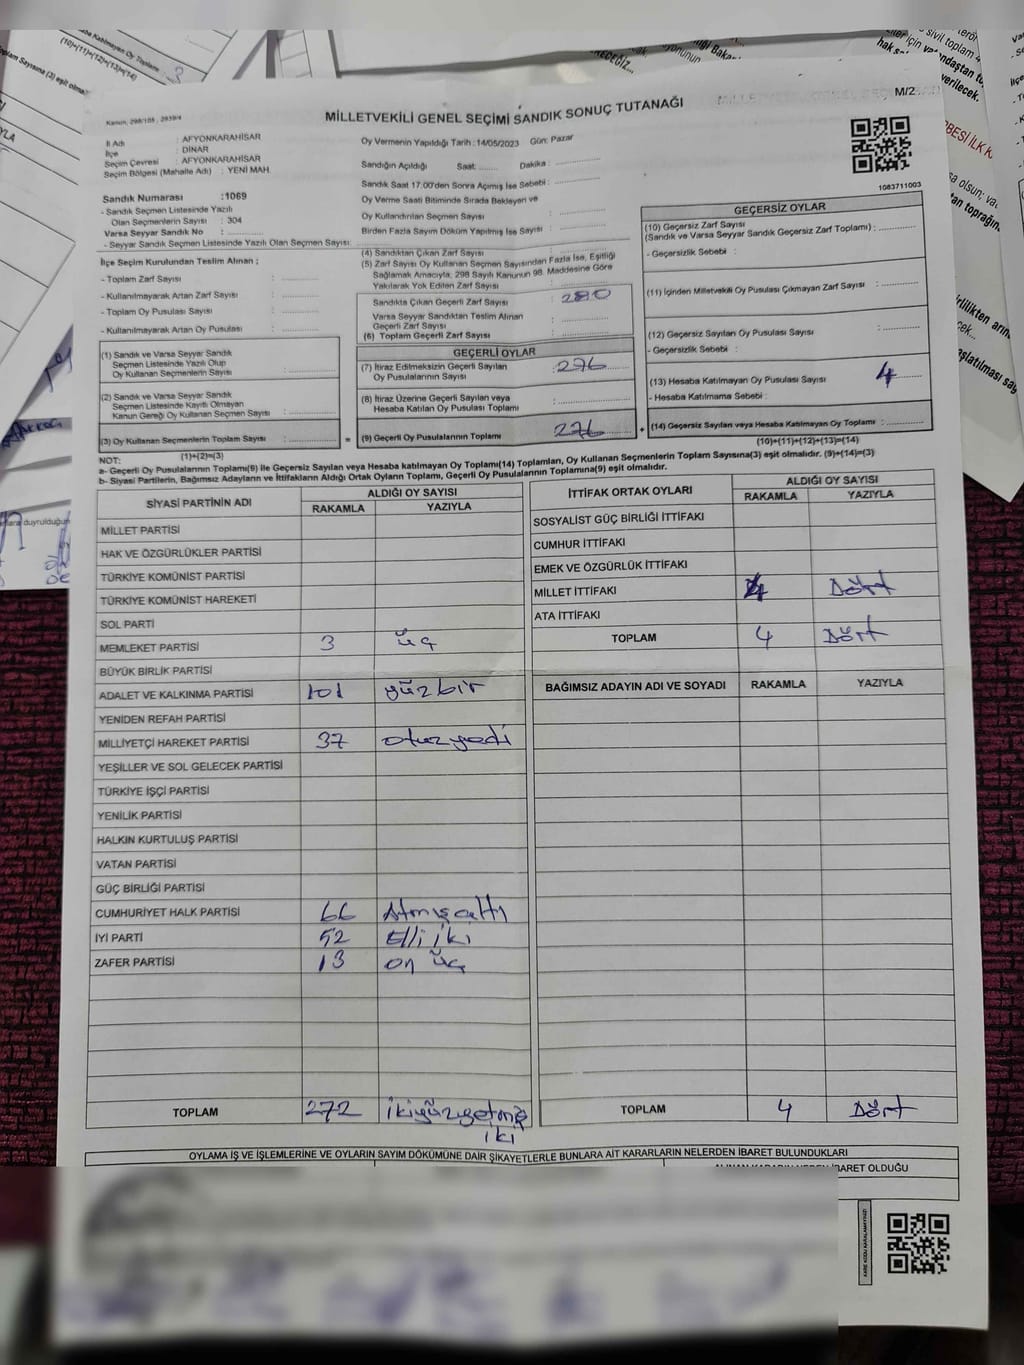 MİLLETVEKİLİ GENEL SEÇİMİ SANDIK SONUÇ TUTANAĞI
M/2
Kanun, 298/105, 2839/4
İl Adı : AFYONKARAHİSAR
İlçe : DİNAR
Seçim Çevresi : AFYONKARAHİSAR
Seçim Bölgesi (Mahalle Adı) : YENİ MAH.
Sandık Numarası : 1069
- Sandık Seçmen Listesinde Yazılı
Olan Seçmenlerin Sayısı : 304
Varsa Seyyar Sandık No :
- Seyyar Sandık Seçmen Listesinde Yazılı Olan Seçmen Sayısı:
İlçe Seçim Kurulundan Teslim Alınan ;
- Toplam Zarf Sayısı :
- Kullanılmayarak Artan Zarf Sayısı :
- Toplam Oy Pusulası Sayısı :
- Kullanılmayarak Artan Oy Pusulası :
(1) Sandık ve Varsa Seyyar Sandık
Seçmen Listesinde Yazılı Olup
Oy Kullanan Seçmenlerin Sayısı :
(2) Sandık ve Varsa Seyyar Sandık
Seçmen Listesinde Kayıtlı Olmayan
Kanun Gereği Oy Kullanan Seçmen Sayısı :
(3) Oy Kullanan Seçmenlerin Toplam Sayısı : =
(1)+(2)=(3)
Oy Vermenin Yapıldığı Tarih : 14/05/2023 Gün: Pazar
Sandığın Açıldığı Saat: Dakika :
Sandık Saat 17.00'den Sonra Açımış İse Sebebi :
Oy Verme Saati Bitiminde Sırada Bekleyen ve
Oy Kullandırılan Seçmen Sayısı :
Birden Fazla Sayım Döküm Yapılmış İse Sayısı :
(4) Sandıktan Çıkan Zarf Sayısı
(5) Zarf Sayısı Oy Kullanan Seçmen Sayısından Fazla İse, Eşitliği
Sağlamak Amacıyla, 298 Sayılı Kanunun 98. Maddesine Göre
Yakılarak Yok Edilen Zarf Sayısı :
Sandıkta Çıkan Geçerli Zarf Sayısı : 280
Varsa Seyyar Sandıktan Teslim Alınan
Geçerli Zarf Sayısı :
(6) Toplam Geçerli Zarf Sayısı :
GEÇERLİ OYLAR
(7) İtiraz Edilmeksizin Geçerli Sayılan
Oy Pusulalarının Sayısı : 276
(8) İtiraz Üzerine Geçerli Sayılan veya
Hesaba Katılan Oy Pusulası Toplamı :
(9) Geçerli Oy Pusulalarının Toplamı : 276 +
1083711003
GEÇERSİZ OYLAR
(10) Geçersiz Zarf Sayısı
(Sandık ve Varsa Seyyar Sandık Geçersiz Zarf Toplamı) :
- Geçersizlik Sebebi :
(11) İçinden Milletvekili Oy Pusulası Çıkmayan Zarf Sayısı :
(12) Geçersiz Sayılan Oy Pusulası Sayısı :
- Geçersizlik Sebebi :
(13) Hesaba Katılmayan Oy Pusulası Sayısı : 4
- Hesaba Katılmama Sebebi :
(14) Geçersiz Sayılan veya Hesaba Katılmayan Oy Toplamı :
(10)+(11)+(12)+(13)=(14)
NOT:
a- Geçerli Oy Pusulalarının Toplamı(9) ile Geçersiz Sayılan veya Hesaba katılmayan Oy Toplamı(14) Toplamları, Oy Kullanan Seçmenlerin Toplam Sayısına(3) eşit olmalıdır. (9)+(14)=(3)
b- Siyasi Partilerin, Bağımsız Adayların ve İttifakların Aldığı Ortak Oyların Toplamı, Geçerli Oy Pusulalarının Toplamına(9) eşit olmalıdır.
SİYASİ PARTİNİN ADI ALDIĞI OY SAYISI
RAKAMLA YAZIYLA
MİLLET PARTİSİ
HAK VE ÖZGÜRLÜKLER PARTİSİ
TÜRKİYE KOMÜNİST PARTİSİ
TÜRKİYE KOMÜNİST HAREKETİ
SOL PARTİ
MEMLEKET PARTİSİ 3 üç
BÜYÜK BİRLİK PARTİSİ
ADALET VE KALKINMA PARTİSİ 101 yüzbir
YENİDEN REFAH PARTİSİ
MİLLİYETÇİ HAREKET PARTİSİ 37 otuzyedi
YEŞİLLER VE SOL GELECEK PARTİSİ
TÜRKİYE İŞÇİ PARTİSİ
YENİLİK PARTİSİ
HALKIN KURTULUŞ PARTİSİ
VATAN PARTİSİ
GÜÇ BİRLİĞİ PARTİSİ
CUMHURİYET HALK PARTİSİ 66 Atmışaltı
İYİ PARTİ 52 Elli iki
ZAFER PARTİSİ 13 on üç
TOPLAM 272 ikiyüzyetmiş
iki
İTTİFAK ORTAK OYLARI ALDIĞI OY SAYISI
RAKAMLA YAZIYLA
SOSYALİST GÜÇ BİRLİĞİ İTTİFAKI
CUMHUR İTTİFAKI
EMEK VE ÖZGÜRLÜK İTTİFAKI
MİLLET İTTİFAKI 4 Dört
ATA İTTİFAKI
TOPLAM 4 Dört
BAĞIMSIZ ADAYIN ADI VE SOYADI RAKAMLA YAZIYLA
TOPLAM 4 Dört
OYLAMA İŞ VE İŞLEMLERİNE VE OYLARIN SAYIM DÖKÜMÜNE DAİR ŞİKAYETLERLE BUNLARA AİT KARARLARIN NELERDEN İBARET BULUNDUKLARI
İBARET OLDUĞU
KARE KODU KARALAMAYINIZ!